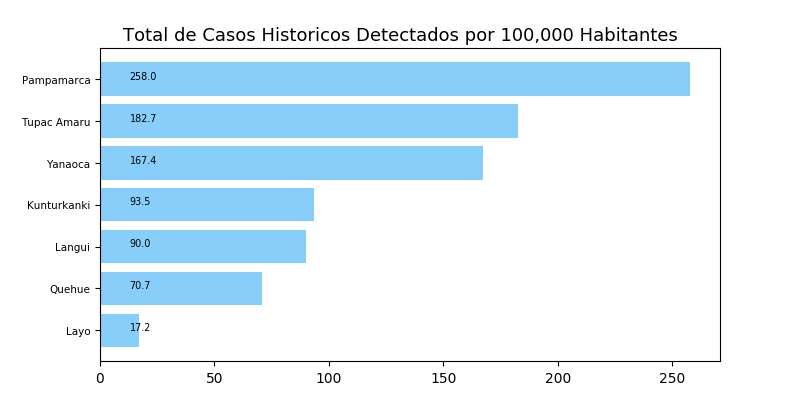 Total de Casos Historicos Detectados por 100,000 Habitantes
Pampamarca 258.0
Tupac Amaru 182.7
Yanaoca 167.4
Kunturkanki 93.5
Langui 90.0
Quehue 70.7
Layo 17.2
0 50 100 150 200 250